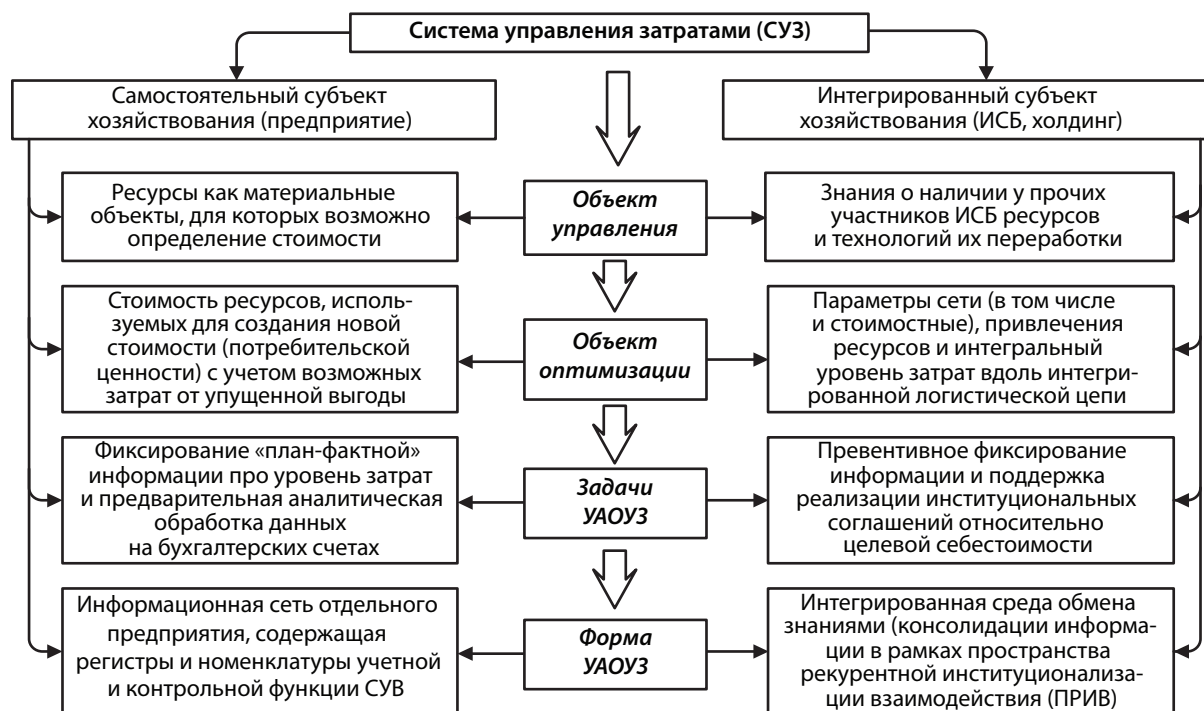 Система управления затратами (СУЗ)
Самостоятельный субъект
хозяйствования (предприятие)
Интегрированный субъект
хозяйствования (ИСБ, холдинг)
Ресурсы как материальные
объекты, для которых возможно
определение стоимости
Объект
управления
Знания о наличии у прочих
участников ИСБ ресурсов
и технологий их переработки
Стоимость ресурсов, исполь-
зуемых для создания новой
стоимости (потребительской
ценности) с учетом возможных
затрат от упущенной выгоды
Объект
оптимизации
Параметры сети (в том числе
и стоимостные), привлечения
ресурсов и интегральный
уровень затрат вдоль интегри-
рованной логистической цепи
Фиксирование «план-фактной»
информации про уровень затрат
и предварительная аналитическая
обработка данных
на бухгалтерских счетах
Задачи
УАОУЗ
Превентивное фиксирование
информации и поддержка
реализации институциональных
соглашений относительно
целевой себестоимости
Информационная сеть отдельного
предприятия, содержащая
регистры и номенклатуры учетной
и контрольной функции СУВ
Форма
УАОУЗ
Интегрированная среда обмена
знаниями (консолидации информа-
ции в рамках пространства
рекурентной институционализа-
ции взаимодействия (ПРИВ)